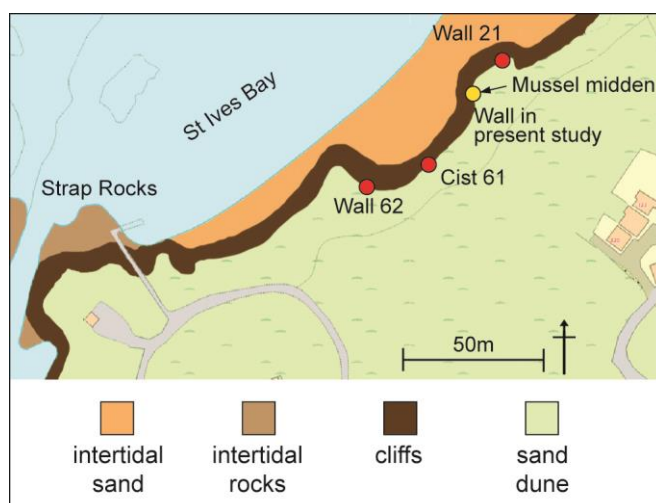 Wall 21
St Ives Bay
Mussel midden
Wall in
present study
Strap Rocks
Cist 61
Wall 62
50m
intertidal
sand
intertidal
rocks
cliffs
sand
dune